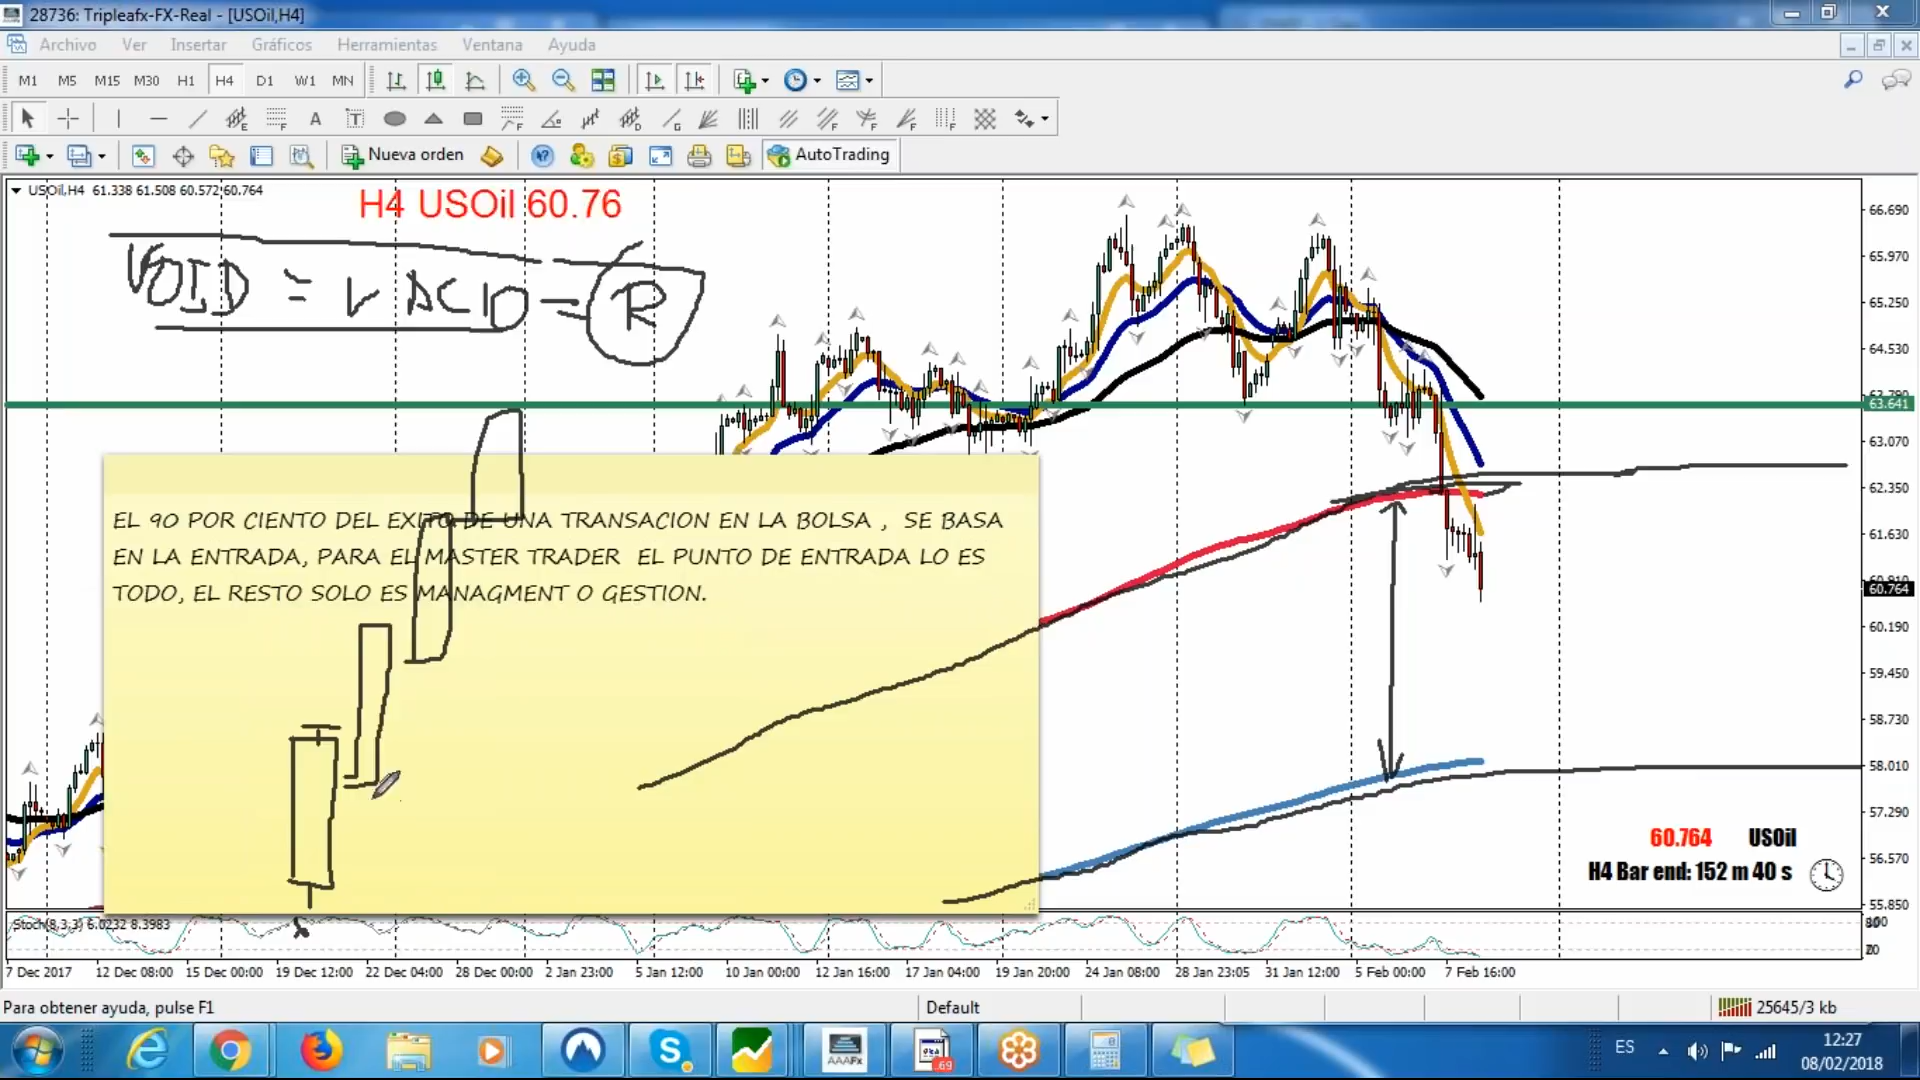 28736: Tripleafx-FX-Real - [USOil,H4]
Archivo Ver Insertar Gráficos Herramientas Ventana Ayuda
M1 M5 M15 M30 H1 H4 D1 W1 MN
Nueva orden AutoTrading
USOil,H4 61.338 61.508 60.572 60.764
H4 USOil 60.76
VOID = VACIO = R
66.690
65.970
65.250
64.530
63.641
63.070
62.350
61.630
60.764
60.190
59.450
58.730
58.010
57.290
56.570
55.850
EL 90 POR CIENTO DEL EXITO DE UNA TRANSACION EN LA BOLSA , SE BASA
EN LA ENTRADA, PARA EL MASTER TRADER EL PUNTO DE ENTRADA LO ES
TODO, EL RESTO SOLO ES MANAGMENT O GESTION.
60.764 USOil
H4 Bar end: 152 m 40 s
Stoch(8,3,3) 6.0232 8.3983
7 Dec 2017 12 Dec 08:00 15 Dec 00:00 19 Dec 12:00 22 Dec 04:00 28 Dec 00:00 2 Jan 23:00 5 Jan 12:00 10 Jan 00:00 12 Jan 16:00 17 Jan 04:00 19 Jan 20:00 24 Jan 08:00 28 Jan 23:05 31 Jan 12:00 5 Feb 00:00 7 Feb 16:00
Para obtener ayuda, pulse F1 Default 25645/3 kb
AAAFx
.69
ES
12:27
08/02/2018